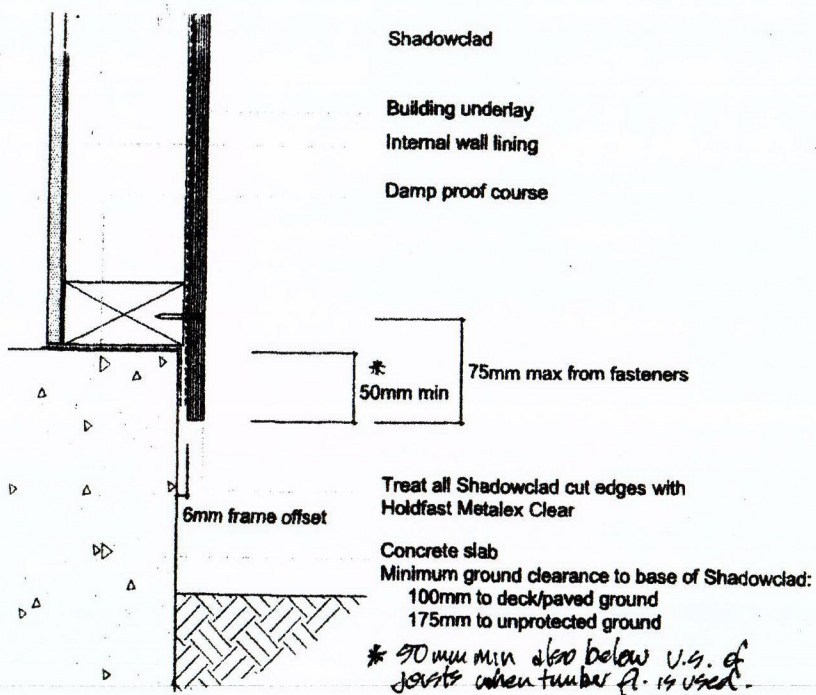 Shadowclad
Building underlay
Internal wall lining
Damp proof course
*
50mm min
75mm max from fasteners
6mm frame offset
Treat all Shadowclad cut edges with
Holdfast Metalex Clear
Concrete slab
Minimum ground clearance to base of Shadowclad:
100mm to deck/paved ground
175mm to unprotected ground
* 50mm min also below U.S. of
joists when timber fl. is used.